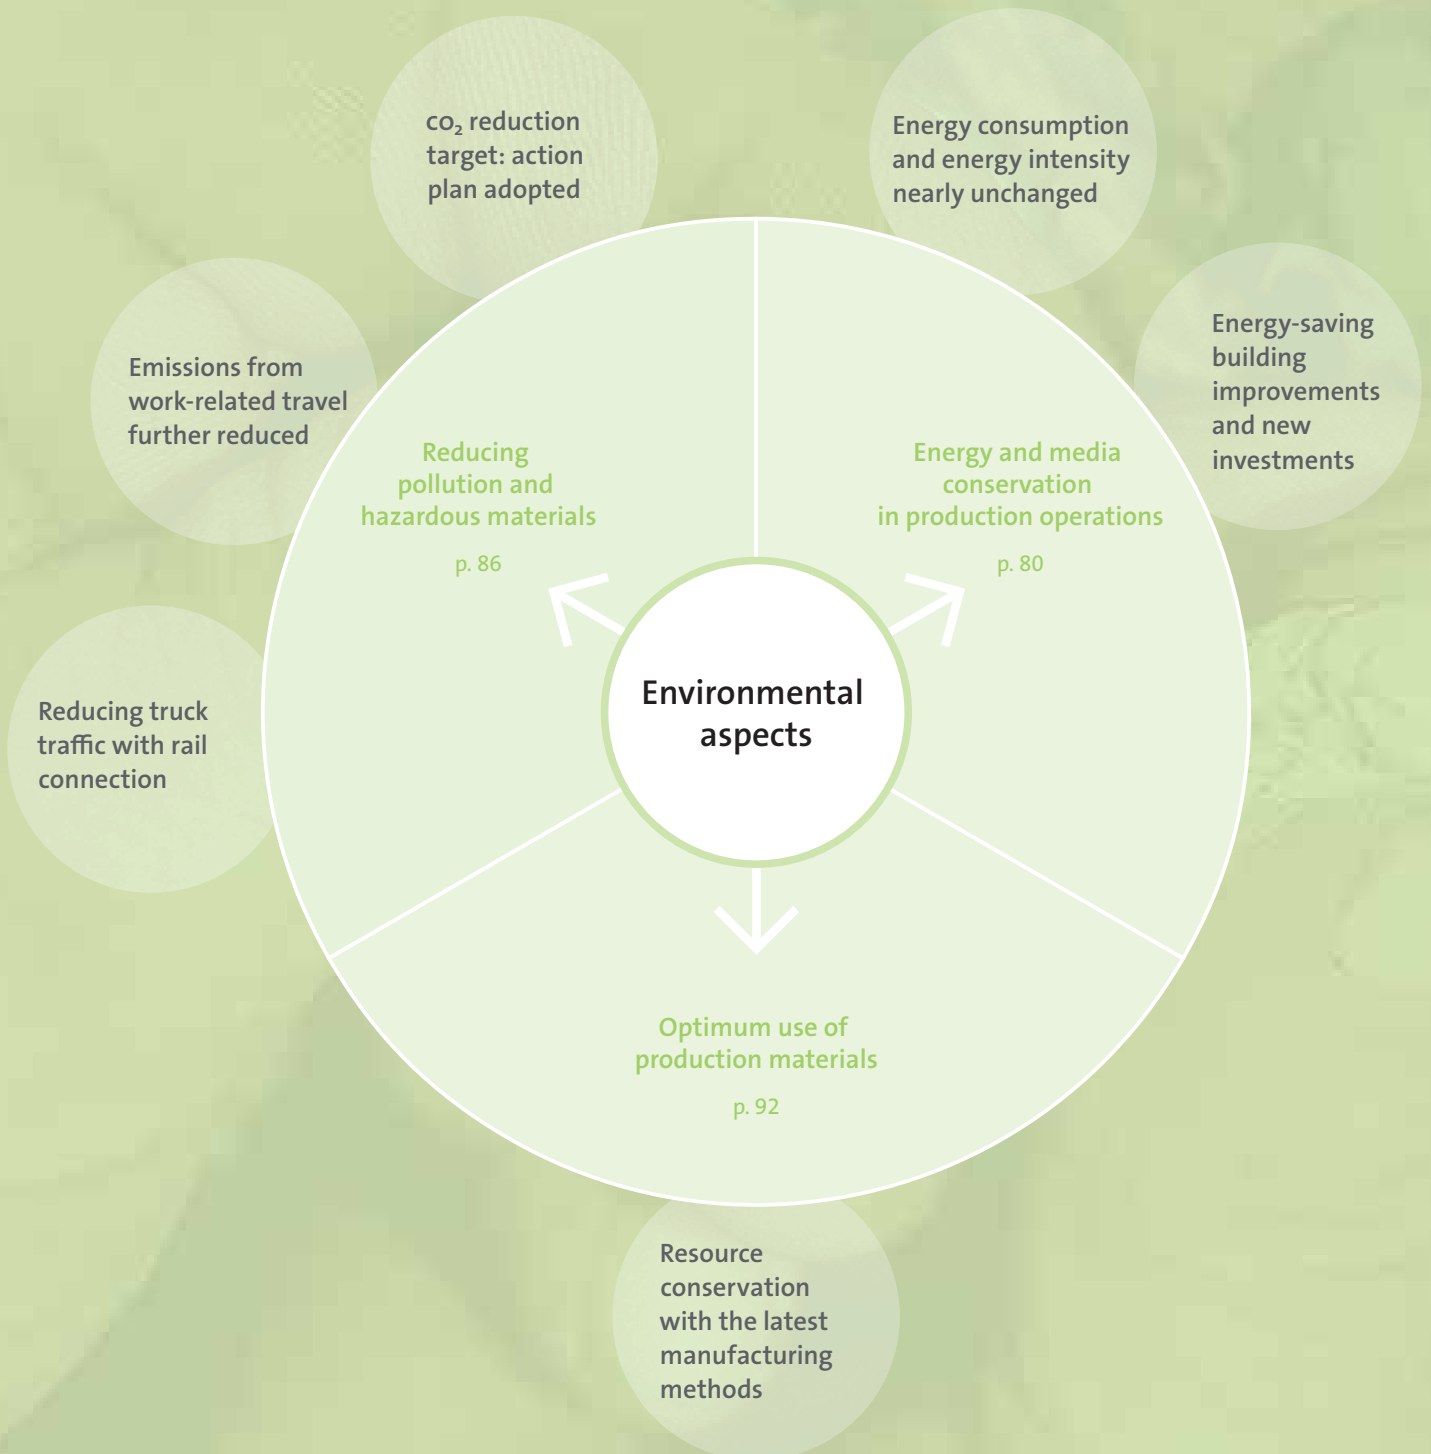 CO₂ reduction
target: action
plan adopted
Energy consumption
and energy intensity
nearly unchanged
Energy-saving
building
improvements
and new
investments
Emissions from
work-related travel
further reduced
Reducing
pollution and
hazardous materials
p. 86
Energy and media
conservation
in production operations
p. 80
Environmental
aspects
Reducing truck
traffic with rail
connection
Optimum use of
production materials
p. 92
Resource
conservation
with the latest
manufacturing
methods